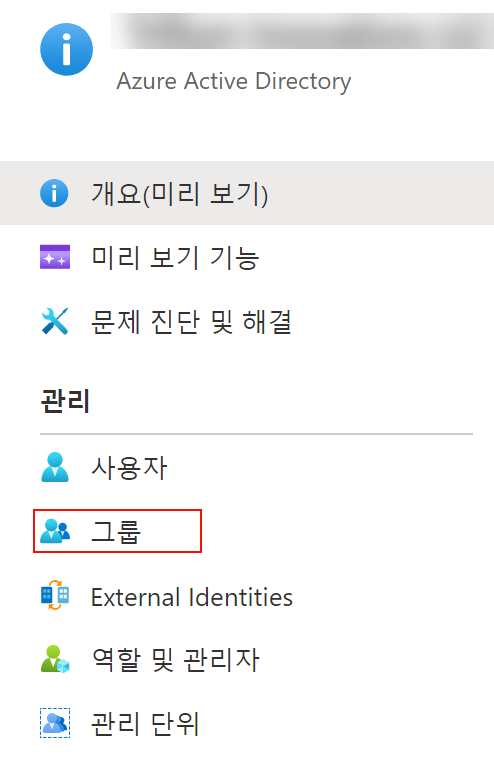 Azure Active Directory
개요(미리 보기)
미리 보기 기능
문제 진단 및 해결
관리
사용자
그룹
External Identities
역할 및 관리자
관리 단위